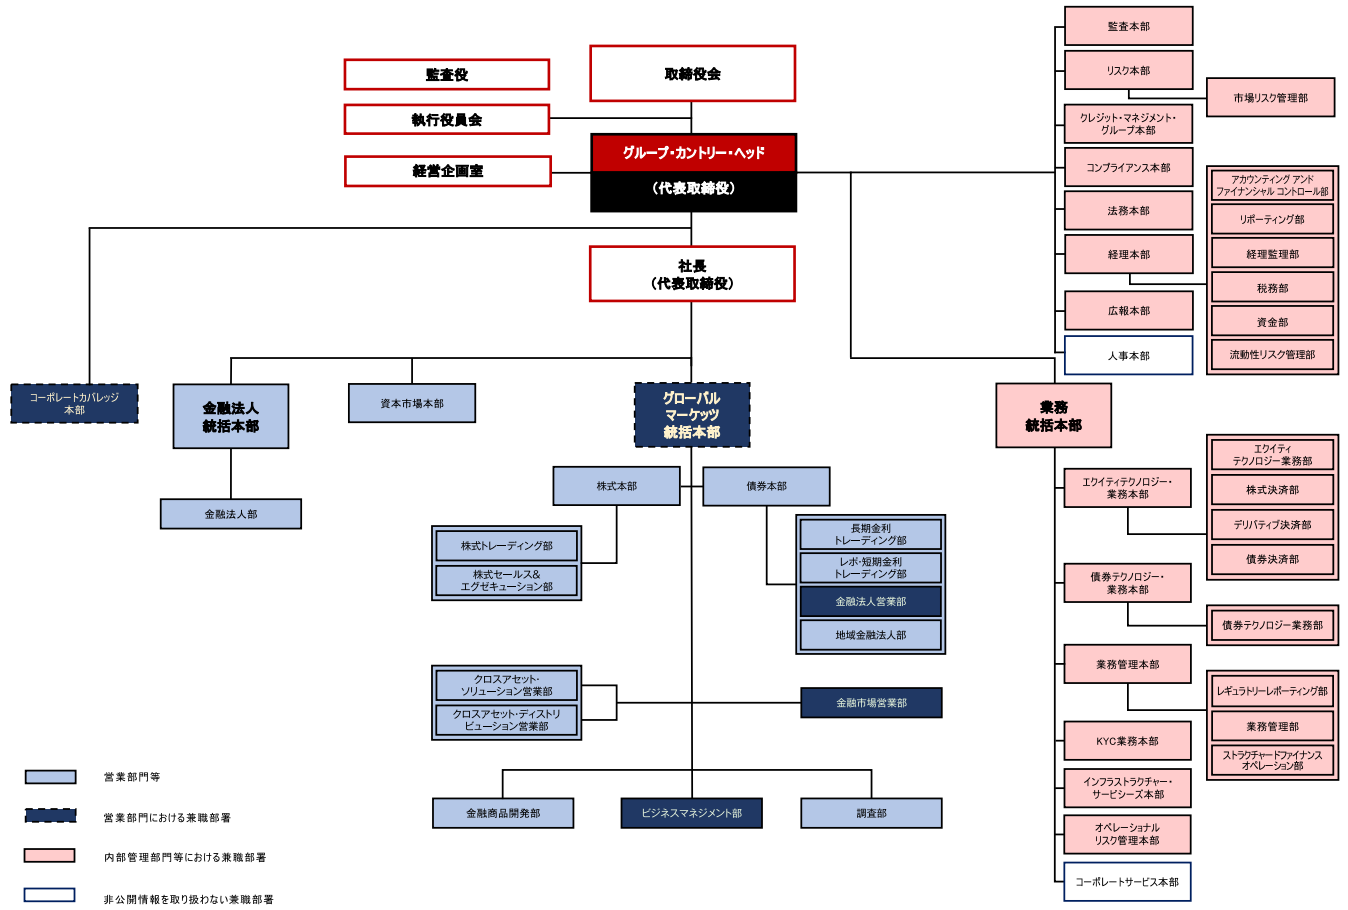 監査役
執行役員会
経営企画室
取締役会
グループ・カントリー・ヘッド
（代表取締役）
社長
（代表取締役）
コーポレートカバレッジ
本部
金融法人
統括本部
金融法人部
資本市場本部
グローバル
マーケッツ
統括本部
株式本部
株式トレーディング部
株式セールス&
エグゼキューション部
債券本部
長期金利
トレーディング部
レポ・短期金利
トレーディング部
金融法人営業部
地域金融法人部
クロスアセット・
ソリューション営業部
クロスアセット・ディストリ
ビューション営業部
金融市場営業部
金融商品開発部
ビジネスマネジメント部
調査部
監査本部
リスク本部
市場リスク管理部
クレジット・マネジメント・
グループ本部
コンプライアンス本部
法務本部
経理本部
アカウンティング アンド
ファイナンシャル コントロール部
リポーティング部
経理監理部
税務部
資金部
流動性リスク管理部
広報本部
人事本部
業務
統括本部
エクイティテクノロジー・
業務本部
エクイティ
テクノロジー業務部
株式決済部
デリバティブ決済部
債券決済部
債券テクノロジー・
業務本部
債券テクノロジー業務部
業務管理本部
レギュラトリーレポーティング部
業務管理部
ストラクチャードファイナンス
オペレーション部
KYC業務本部
インフラストラクチャー・
サービシーズ本部
オペレーショナル
リスク管理本部
コーポレートサービス本部
営業部門等
営業部門における兼職部署
内部管理部門等における兼職部署
非公開情報を取り扱わない兼職部署